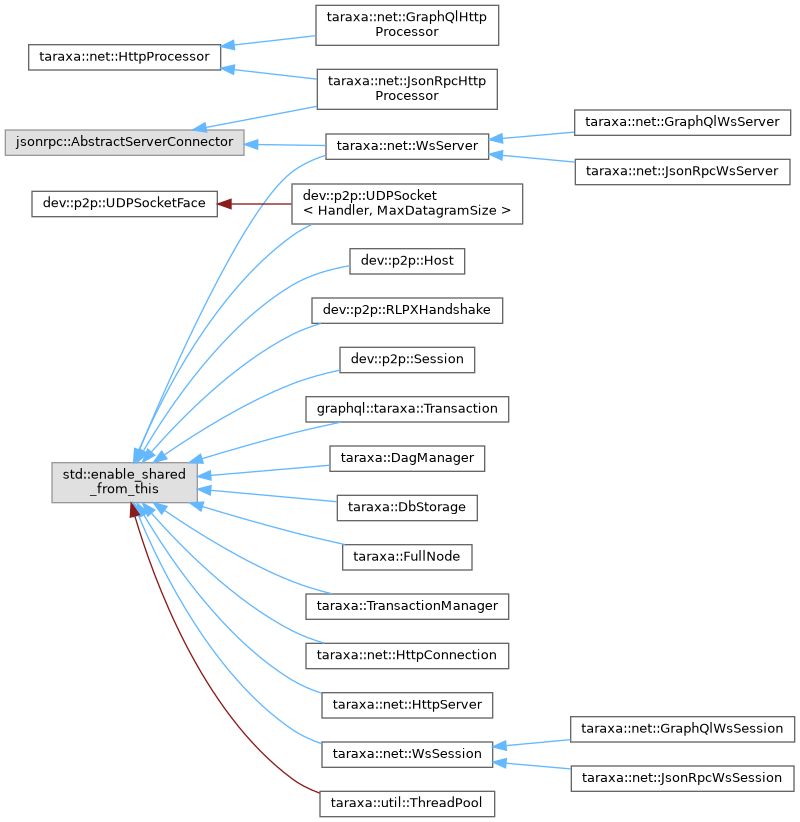 taraxa::net::GraphQlHttp
Processor
taraxa::net::HttpProcessor
taraxa::net::JsonRpcHttp
Processor
jsonrpc::AbstractServerConnector
taraxa::net::WsServer
taraxa::net::GraphQlWsServer
taraxa::net::JsonRpcWsServer
dev::p2p::UDPSocketFace
dev::p2p::UDPSocket
< Handler, MaxDatagramSize >
dev::p2p::Host
dev::p2p::RLPXHandshake
dev::p2p::Session
graphql::taraxa::Transaction
taraxa::DagManager
std::enable_shared
_from_this
taraxa::DbStorage
taraxa::FullNode
taraxa::TransactionManager
taraxa::net::HttpConnection
taraxa::net::HttpServer
taraxa::net::WsSession
taraxa::net::GraphQlWsSession
taraxa::net::JsonRpcWsSession
taraxa::util::ThreadPool